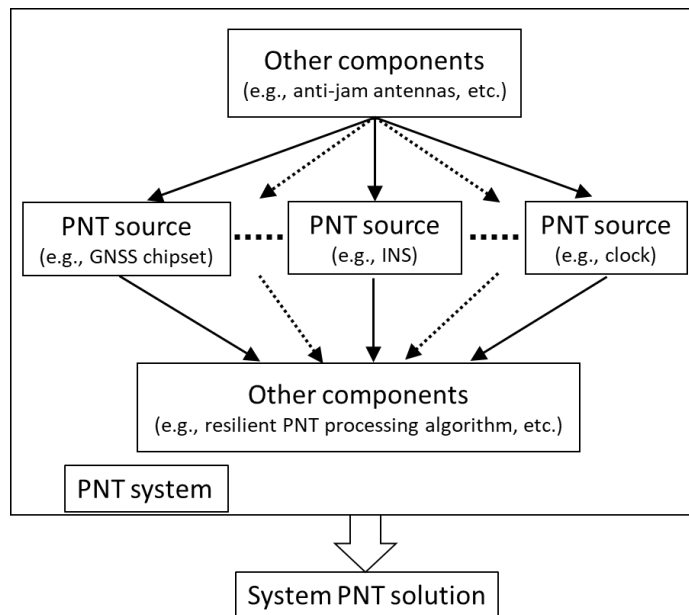 Other components
(e.g., anti-jam antennas, etc.)
PNT source
(e.g., GNSS chipset)
PNT source
(e.g., INS)
PNT source
(e.g., clock)
Other components
(e.g., resilient PNT processing algorithm, etc.)
PNT system
System PNT solution